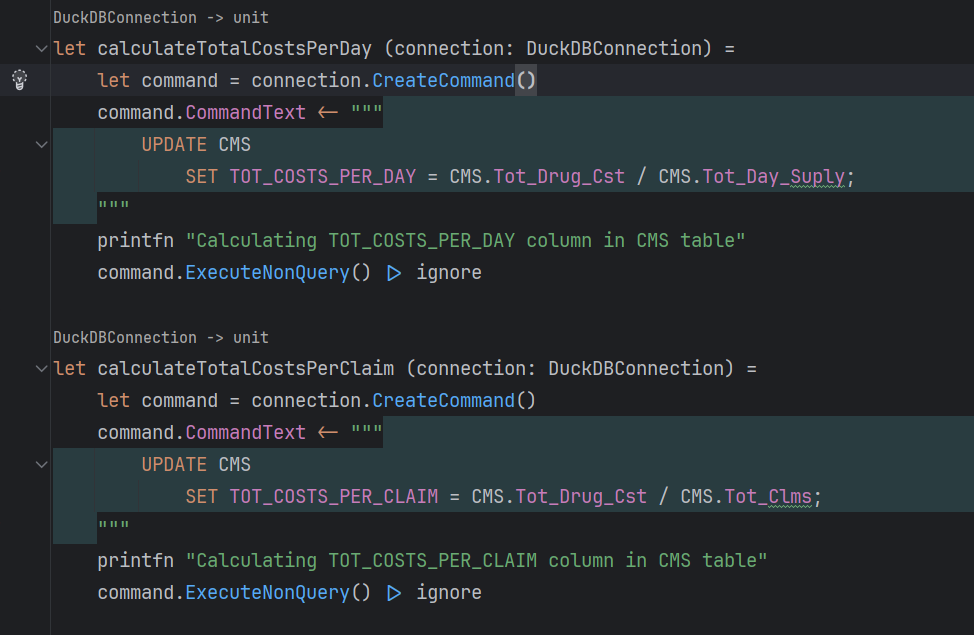 DuckDBConnection -> unit
let calculateTotalCostsPerDay (connection: DuckDBConnection) =
let command = connection.CreateCommand()
command.CommandText <- """
UPDATE CMS
SET TOT_COSTS_PER_DAY = CMS.Tot_Drug_Cst / CMS.Tot_Day_Suply;
"""
printfn "Calculating TOT_COSTS_PER_DAY column in CMS table"
command.ExecuteNonQuery() |> ignore
DuckDBConnection -> unit
let calculateTotalCostsPerClaim (connection: DuckDBConnection) =
let command = connection.CreateCommand()
command.CommandText <- """
UPDATE CMS
SET TOT_COSTS_PER_CLAIM = CMS.Tot_Drug_Cst / CMS.Tot_Clms;
"""
printfn "Calculating TOT_COSTS_PER_CLAIM column in CMS table"
command.ExecuteNonQuery() |> ignore